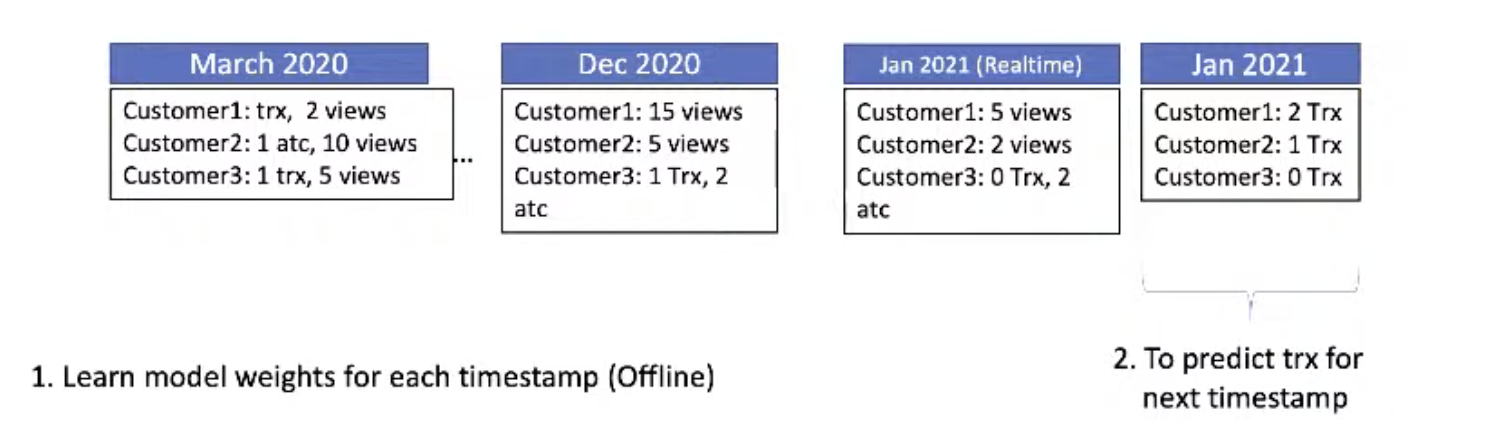 March 2020
Customer1: trx, 2 views
Customer2: 1 atc, 10 views
Customer3: 1 trx, 5 views
...
Dec 2020
Customer1: 15 views
Customer2: 5 views
Customer3: 1 Trx, 2
atc
Jan 2021 (Realtime)
Customer1: 5 views
Customer2: 2 views
Customer3: 0 Trx, 2
atc
Jan 2021
Customer1: 2 Trx
Customer2: 1 Trx
Customer3: 0 Trx
1. Learn model weights for each timestamp (Offline)
2. To predict trx for
next timestamp